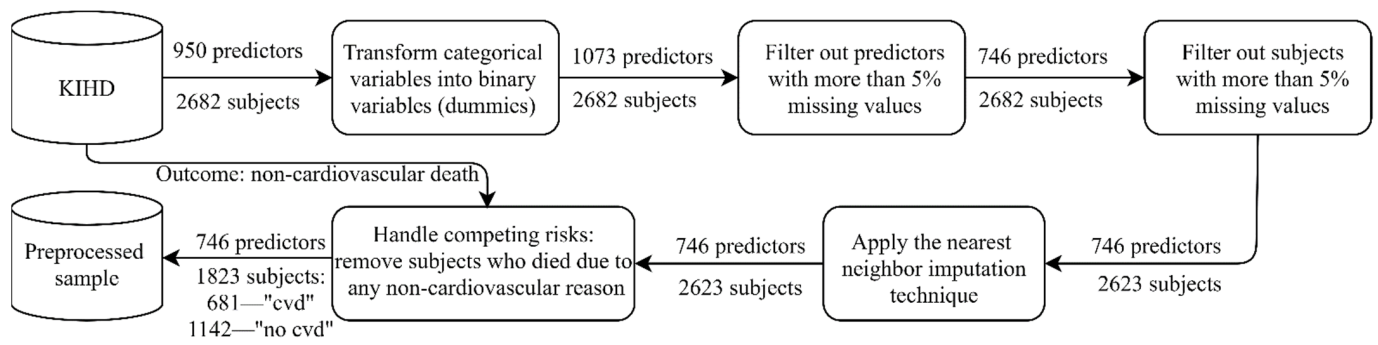 KIHD
950 predictors
2682 subjects
Transform categorical
variables into binary
variables (dummies)
1073 predictors
2682 subjects
Filter out predictors
with more than 5%
missing values
746 predictors
2682 subjects
Filter out subjects
with more than 5%
missing values
Outcome: non-cardiovascular death
Preprocessed
sample
746 predictors
1823 subjects:
681—"cvd"
1142—"no cvd"
Handle competing risks:
remove subjects who died due to
any non-cardiovascular reason
746 predictors
2623 subjects
Apply the nearest
neighbor imputation
technique
746 predictors
2623 subjects